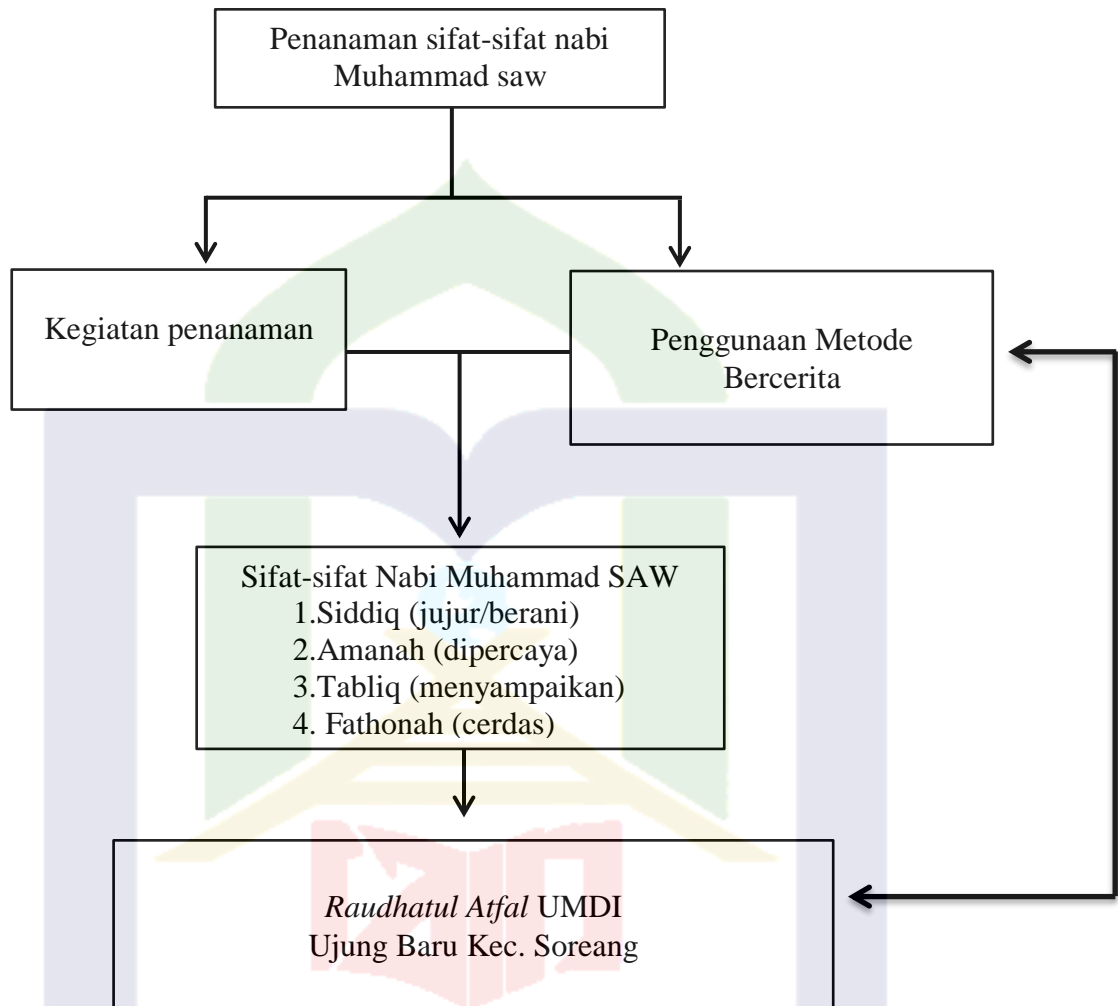 Penanaman sifat-sifat nabi
Muhammad saw
Kegiatan penanaman
Penggunaan Metode
Bercerita
Sifat-sifat Nabi Muhammad SAW
1.Siddiq (jujur/berani)
2.Amanah (dipercaya)
3.Tabliq (menyampaikan)
4. Fathonah (cerdas)
Raudhatul Atfal UMDI
Ujung Baru Kec. Soreang